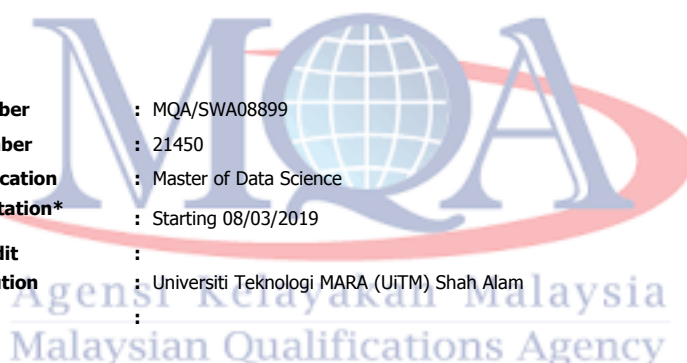 MQA
ber : MQA/SWA08899
ber : 21450
cation : Master of Data Science
tation*
: Starting 08/03/2019
dit :
tion : Universiti Teknologi MARA (UiTM) Shah Alam
Agensi Kelayakan Malaysia
:
Malaysian Qualifications Agency